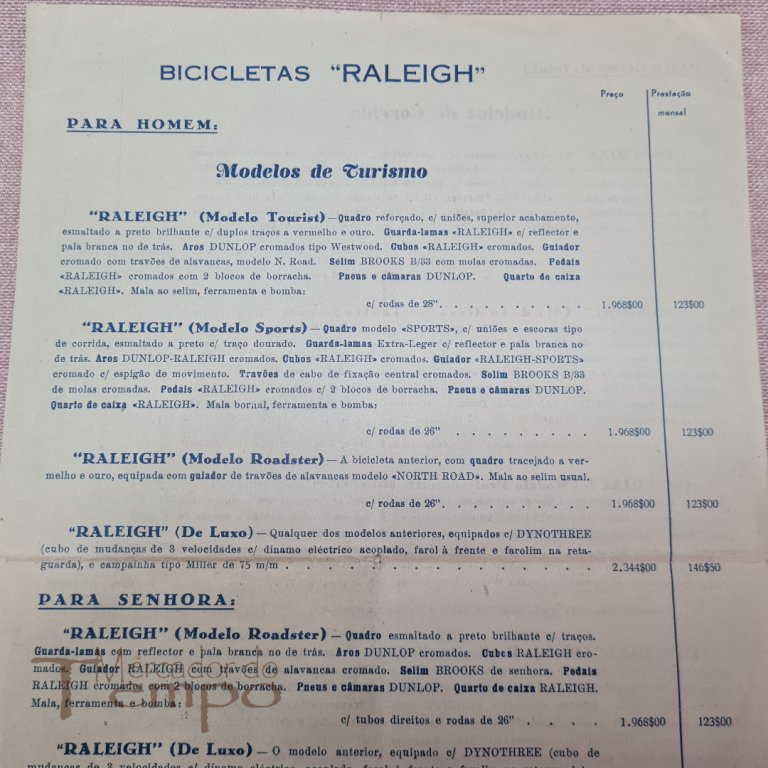 BICICLETAS "RALEIGH"
Preço
Prestação
mensal
PARA HOMEM:
Modelos de Turismo
"RALEIGH" (Modelo Tourist) — Quadro reforçado, c/ uniões, superior acabamento,
esmaltado a preto brilhante c/ duplos traços a vermelho e ouro. Guarda-lamas «RALEIGH» c/ reflector e
pala branca no de trás. Aros DUNLOP cromados tipo Westwood. Cubos «RALEIGH» cromados. Guiador
cromado com travões de alavancas, modelo N. Road. Selim BROOKS B/33 com molas cromadas. Pedais
«RALEIGH» cromados com 2 blocos de borracha. Pneus e câmaras DUNLOP. Quarto de caixa
«RALEIGH». Mala ao selim, ferramenta e bomba:
c/ rodas de 28" . . . . . . . . . . 1.968$00 123$00
"RALEIGH" (Modelo Sports) — Quadro modelo «SPORTS», c/ uniões e escoras tipo
de corrida, esmaltado a preto c/ traço dourado. Guarda-lamas Extra-Leger c/ reflector e pala branca no
de trás. Aros DUNLOP-RALEIGH cromados. Cubos «RALEIGH» cromados. Guiador «RALEIGH-SPORTS»
cromado c/ espigão de movimento. Travões de cabo de fixação central cromados. Selim BROOKS B/33
de molas cromadas. Pedais «RALEIGH» cromados c/ 2 blocos de borracha. Pneus e câmaras DUNLOP.
Quarto de caixa «RALEIGH». Mala bornal, ferramenta e bomba:
c/ rodas de 26" . . . . . . . . . 1.968$00 123$00
"RALEIGH" (Modelo Roadster) — A bicicleta anterior, com quadro tracejado a ver-
melho e ouro, equipada com guiador de travões de alavancas modelo «NORTH ROAD». Mala ao selim usual.
c/ rodas de 26" . . . . . . . . . . 1.968$00 123$00
"RALEIGH" (De Luxo) — Qualquer dos modelos anteriores, equipados c/ DYNOTHREE
(cubo de mudanças de 3 velocidades c/ dínamo eléctrico acoplado, farol à frente e farolim na reta-
guarda), e campaínha tipo Miller de 75 m/m . . . . . . . . . . . . . . . . . . . . 2.344$00 146$50
PARA SENHORA:
"RALEIGH" (Modelo Roadster) — Quadro esmaltado a preto brilhante c/ traços.
Guarda-lamas com reflector e pala branca no de trás. Aros DUNLOP cromados. Cubos RALEIGH cro-
mados. Guiador RALEIGH com travões de alavancas cromado. Selim BROOKS de senhora. Pedais
RALEIGH cromados com 2 blocos de borracha. Pneus e câmaras DUNLOP. Quarto de caixa RALEIGH.
Mala, ferramenta e bomba:
c/ tubos direitos e rodas de 26" . . . . . . 1.968$00 123$00
"RALEIGH" (De Luxo) — O modelo anterior, equipado c/ DYNOTHREE (cubo de
mudanças de 3 velocidades c/ dínamo eléctrico
Mercador do
Tempo